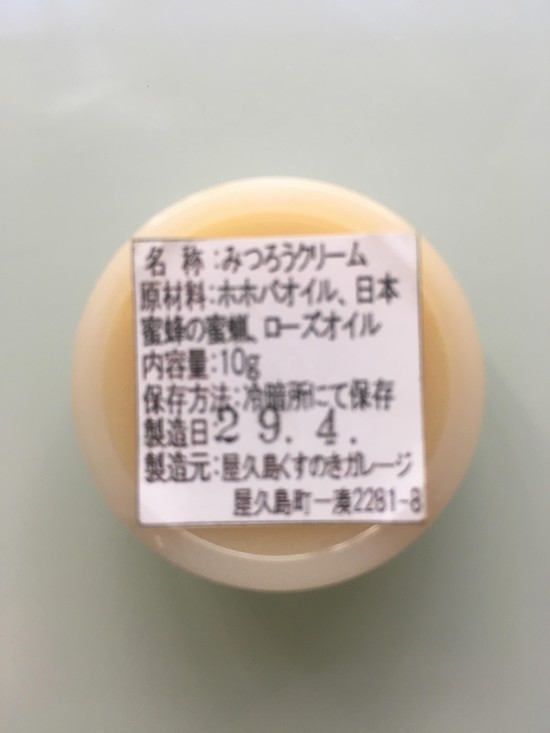 名 称:みつろうクリーム
原材料:ホホバオイル、日本
蜜蜂の蜜蝋、ローズオイル
内容量:10g
保存方法:冷暗所にて保存
製造日29.4.
製造元:屋久島くすのきガレージ
屋久島町一湊2281-8